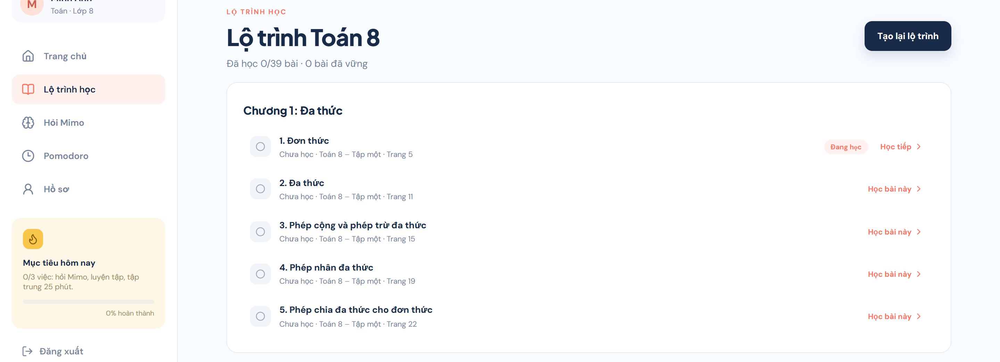 M
Toán · Lớp 8
Trang chủ
Lộ trình học
Hỏi Mimo
Pomodoro
Hồ sơ
Mục tiêu hôm nay
0/3 việc: hỏi Mimo, luyện tập, tập
trung 25 phút.
0% hoàn thành
Đăng xuất
LỘ TRÌNH HỌC
Lộ trình Toán 8
Đã học 0/39 bài · 0 bài đã vững
Tạo lại lộ trình
Chương 1: Đa thức
1. Đơn thức
Chưa học · Toán 8 – Tập một · Trang 5
Đang học
Học tiếp
2. Đa thức
Chưa học · Toán 8 – Tập một · Trang 11
Học bài này
3. Phép cộng và phép trừ đa thức
Chưa học · Toán 8 – Tập một · Trang 15
Học bài này
4. Phép nhân đa thức
Chưa học · Toán 8 – Tập một · Trang 19
Học bài này
5. Phép chia đa thức cho đơn thức
Chưa học · Toán 8 – Tập một · Trang 22
Học bài này